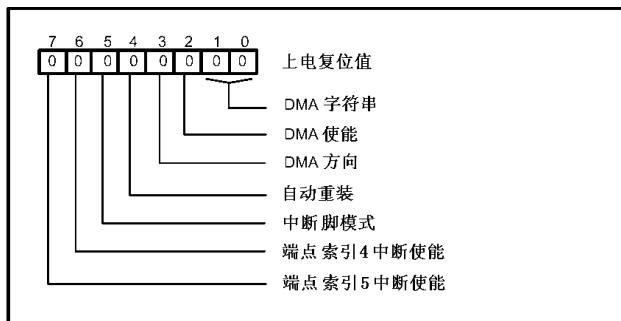 7 6 5 4 3 2 1 0
0 0 0 0 0 0 0 0 上电复位值
DMA 字符串
DMA 使能
DMA 方向
自动重装
中断脚模式
端点索引4中断使能
端点索引5中断使能